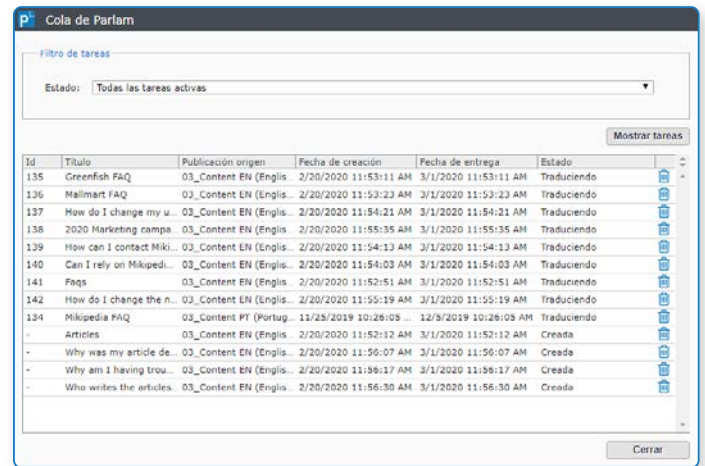 Cola de Parlam
Filtro de tareas
Estado: Todas las tareas activas
Mostrar tareas
Id Título Publicación origen Fecha de creación Fecha de entrega Estado
135 Greenfish FAQ 03_Content EN (Englis... 2/20/2020 11:53:11 AM 3/1/2020 11:53:11 AM Traduciendo
136 Mallmart FAQ 03_Content EN (Englis... 2/20/2020 11:53:23 AM 3/1/2020 11:53:23 AM Traduciendo
137 How do I change my u... 03_Content EN (Englis... 2/20/2020 11:54:21 AM 3/1/2020 11:54:21 AM Traduciendo
138 2020 Marketing campa... 03_Content EN (Englis... 2/20/2020 11:55:35 AM 3/1/2020 11:55:35 AM Traduciendo
139 How can I contact Miki... 03_Content EN (Englis... 2/20/2020 11:54:13 AM 3/1/2020 11:54:13 AM Traduciendo
140 Can I rely on Mikipedi... 03_Content EN (Englis... 2/20/2020 11:54:03 AM 3/1/2020 11:54:03 AM Traduciendo
141 Faqs 03_Content EN (Englis... 2/20/2020 11:52:51 AM 3/1/2020 11:52:51 AM Traduciendo
142 How do I change the n... 03_Content EN (Englis... 2/20/2020 11:55:19 AM 3/1/2020 11:55:19 AM Traduciendo
134 Mikipedia FAQ 03_Content PT (Portug... 11/25/2019 10:26:05 ... 12/5/2019 10:26:05 AM Traduciendo
- Articles 03_Content EN (Englis... 2/20/2020 11:52:12 AM 3/1/2020 11:52:12 AM Creada
- Why was my article de... 03_Content EN (Englis... 2/20/2020 11:56:07 AM 3/1/2020 11:56:07 AM Creada
- Why am I having trou... 03_Content EN (Englis... 2/20/2020 11:56:17 AM 3/1/2020 11:56:17 AM Creada
- Who writes the articles... 03_Content EN (Englis... 2/20/2020 11:56:30 AM 3/1/2020 11:56:30 AM Creada
Cerrar